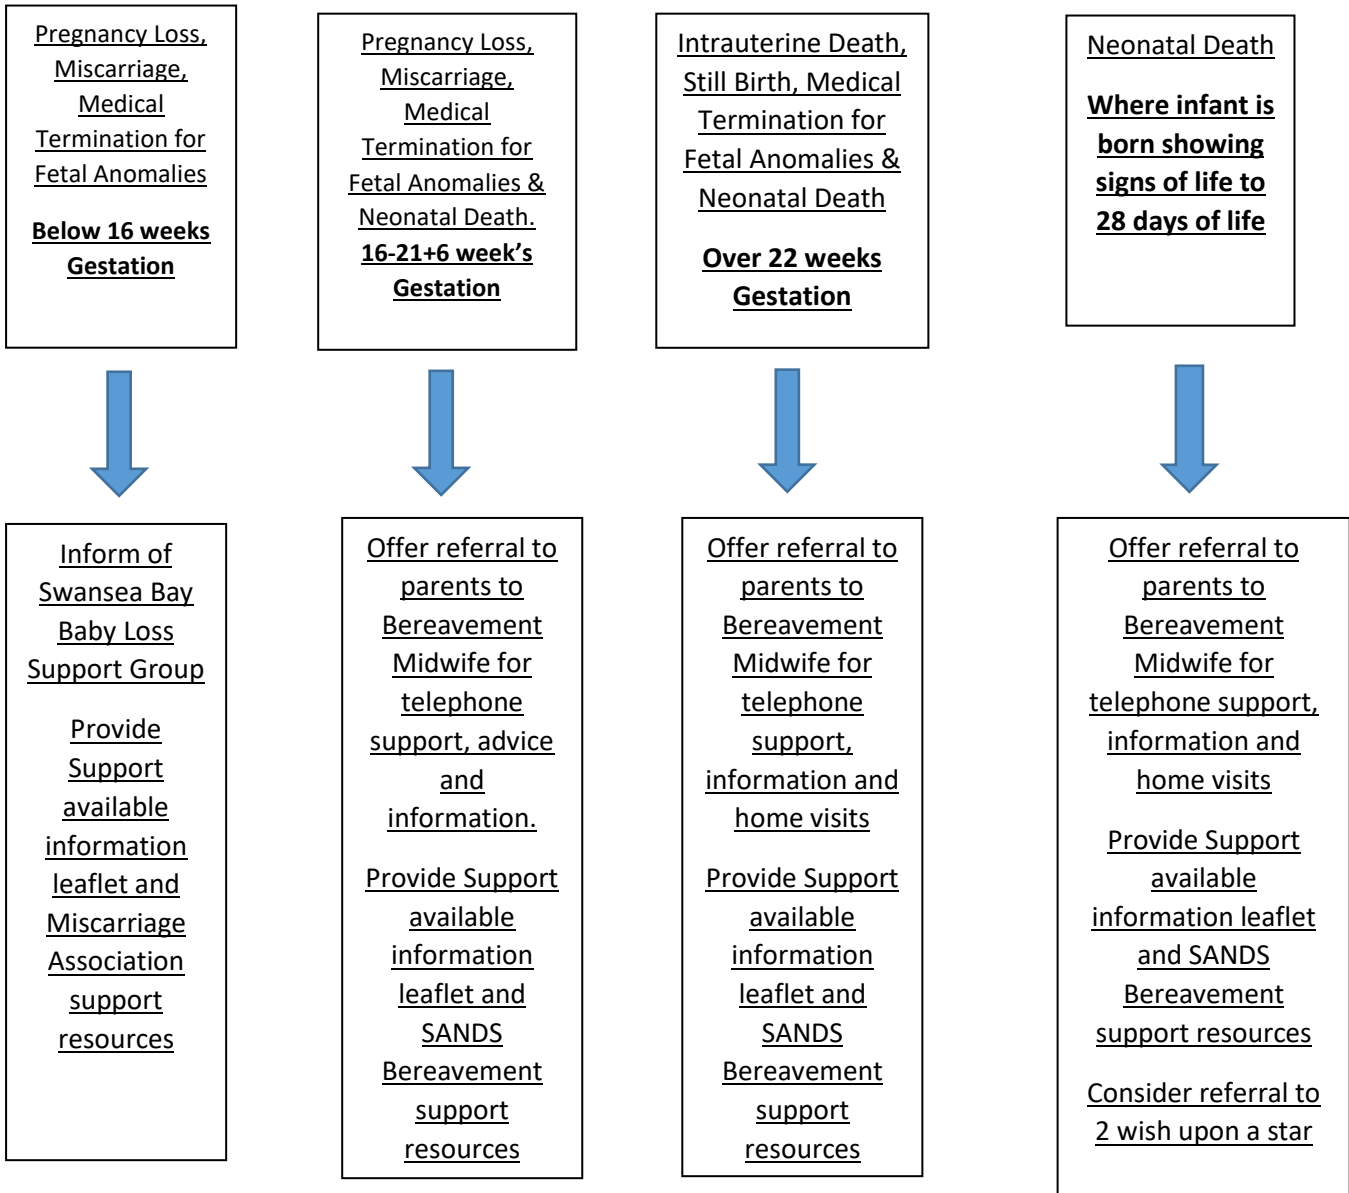 Pregnancy Loss,
Miscarriage,
Medical
Termination for
Fetal Anomalies
Below 16 weeks
Gestation
Pregnancy Loss,
Miscarriage,
Medical
Termination for
Fetal Anomalies &
Neonatal Death.
16-21+6 week’s
Gestation
Intrauterine Death,
Still Birth, Medical
Termination for
Fetal Anomalies &
Neonatal Death
Over 22 weeks
Gestation
Neonatal Death
Where infant is
born showing
signs of life to
28 days of life
Inform of
Swansea Bay
Baby Loss
Support Group
Provide
Support
available
information
leaflet and
Miscarriage
Association
support
resources
Offer referral to
parents to
Bereavement
Midwife for
telephone
support, advice
and
information.
Provide Support
available
information
leaflet and
SANDS
Bereavement
support
resources
Offer referral to
parents to
Bereavement
Midwife for
telephone
support,
information and
home visits
Provide Support
available
information
leaflet and
SANDS
Bereavement
support
resources
Offer referral to
parents to
Bereavement
Midwife for
telephone support,
information and
home visits
Provide Support
available
information leaflet
and SANDS
Bereavement
support resources
Consider referral to
2 wish upon a star